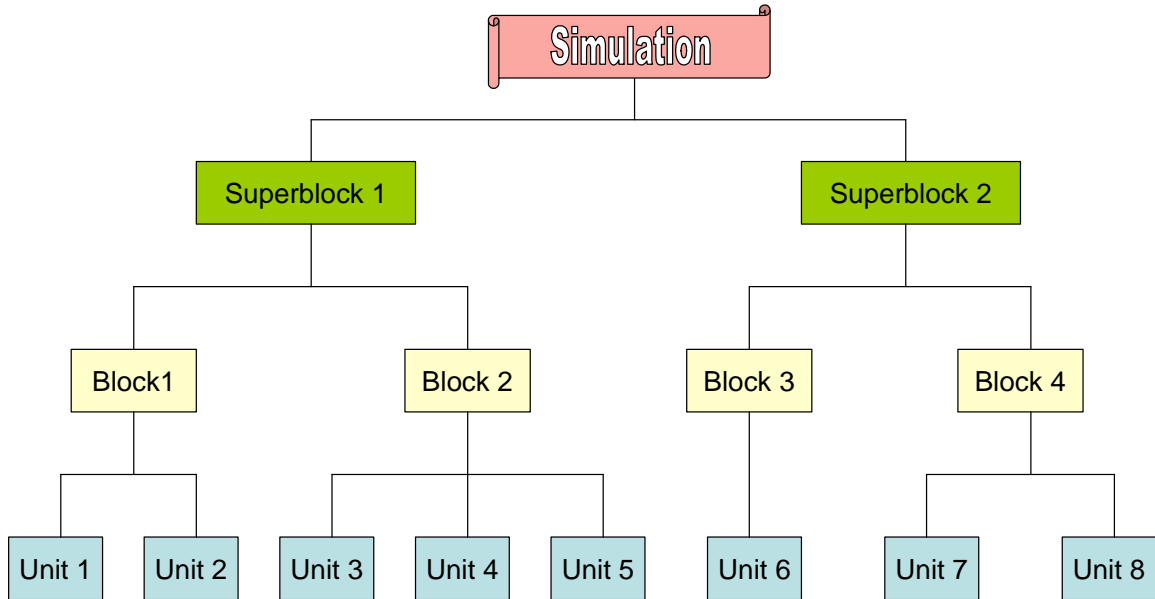 Simulation
Superblock 1
Superblock 2
Block1
Block 2
Block 3
Block 4
Unit 1
Unit 2
Unit 3
Unit 4
Unit 5
Unit 6
Unit 7
Unit 8